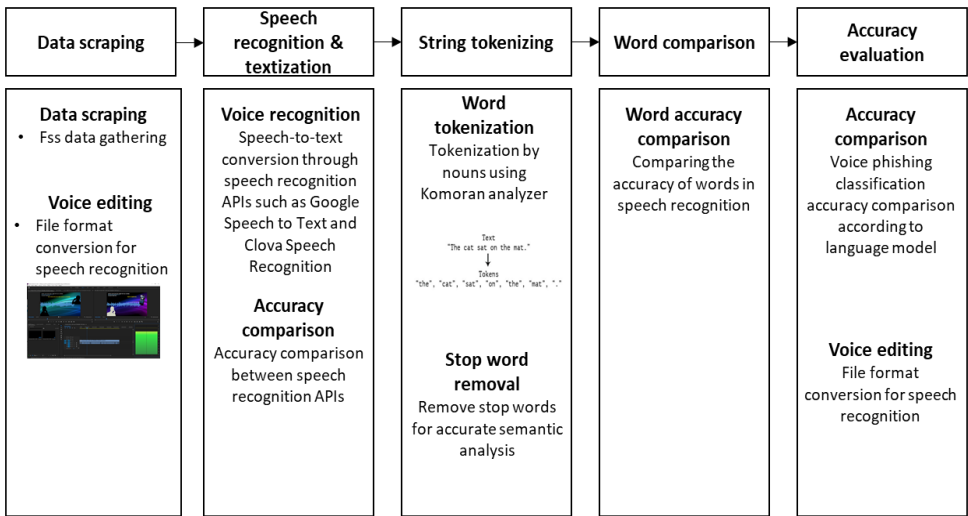 Data scraping
Speech
recognition &
textization
String tokenizing
Word comparison
Accuracy
evaluation
Data scraping
• Fss data gathering
Voice editing
• File format
conversion for
speech recognition
Voice recognition
Speech-to-text
conversion through
speech recognition
APIs such as Google
Speech to Text and
Clova Speech
Recognition
Accuracy
comparison
Accuracy comparison
between speech
recognition APIs
Word
tokenization
Tokenization by
nouns using
Komoran analyzer
Text
"The cat sat on the mat."
Tokens
"the", "cat", "sat", "on", "the", "mat", "."
Stop word
removal
Remove stop words
for accurate semantic
analysis
Word accuracy
comparison
Comparing the
accuracy of words in
speech recognition
Accuracy
comparison
Voice phishing
classification
accuracy comparison
according to
language model
Voice editing
File format
conversion for speech
recognition